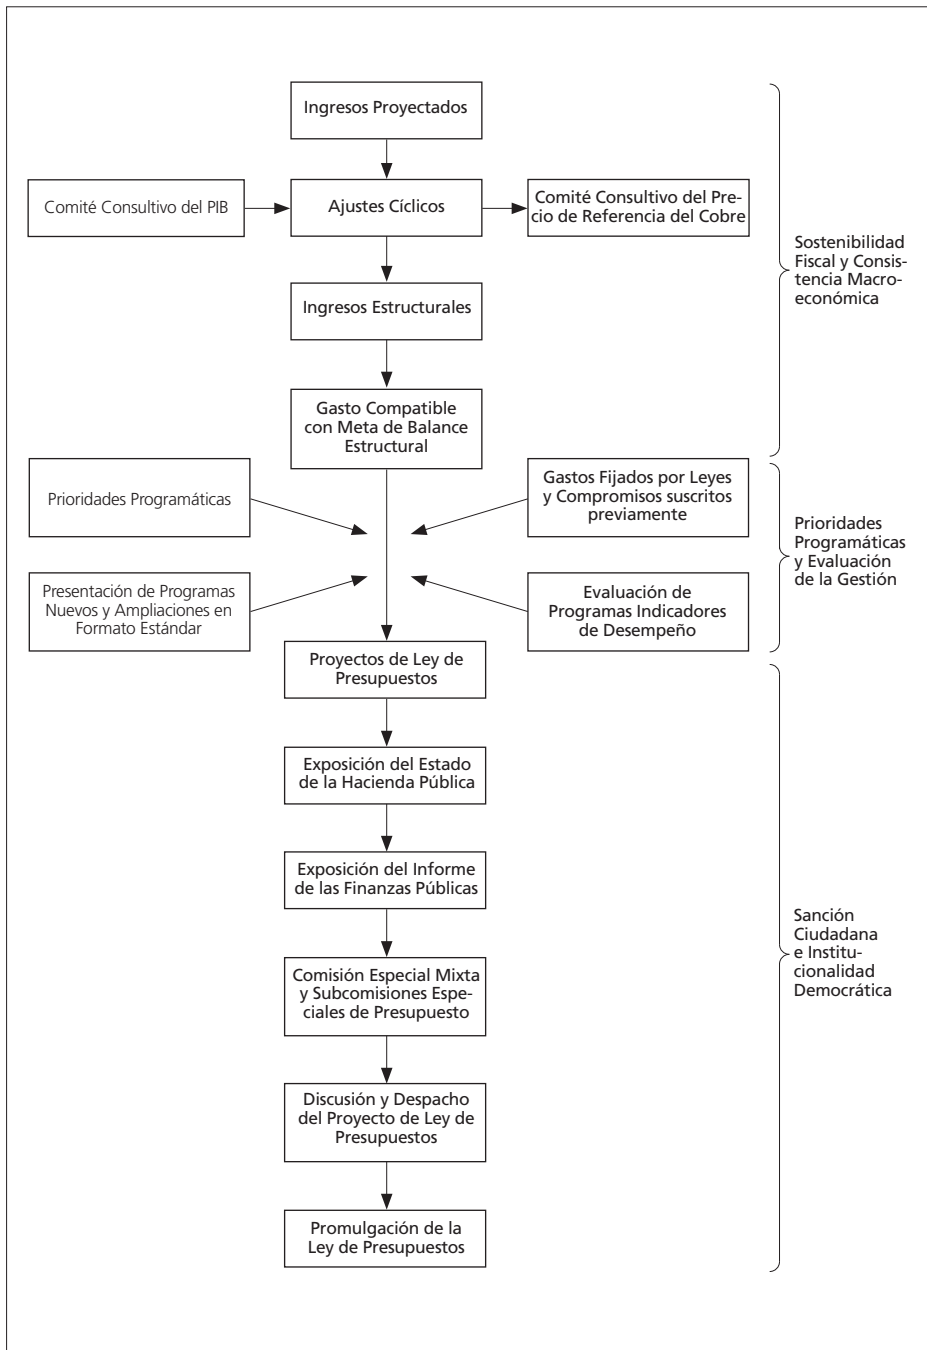 Ingresos Proyectados
Comité Consultivo del PIB
Ajustes Cíclicos
Comité Consultivo del Pre-
cio de Referencia del Cobre
Ingresos Estructurales
Gasto Compatible
con Meta de Balance
Estructural
Sostenibilidad
Fiscal y Consis-
tencia Macro-
económica
Prioridades Programáticas
Gastos Fijados por Leyes
y Compromisos suscritos
previamente
Presentación de Programas
Nuevos y Ampliaciones en
Formato Estándar
Evaluación de
Programas Indicadores
de Desempeño
Prioridades
Programáticas
y Evaluación
de la Gestión
Proyectos de Ley de
Presupuestos
Exposición del Estado
de la Hacienda Pública
Exposición del Informe
de las Finanzas Públicas
Comisión Especial Mixta
y Subcomisiones Espe-
ciales de Presupuesto
Discusión y Despacho
del Proyecto de Ley de
Presupuestos
Promulgación de la
Ley de Presupuestos
Sanción
Ciudadana
e Institu-
cionalidad
Democrática